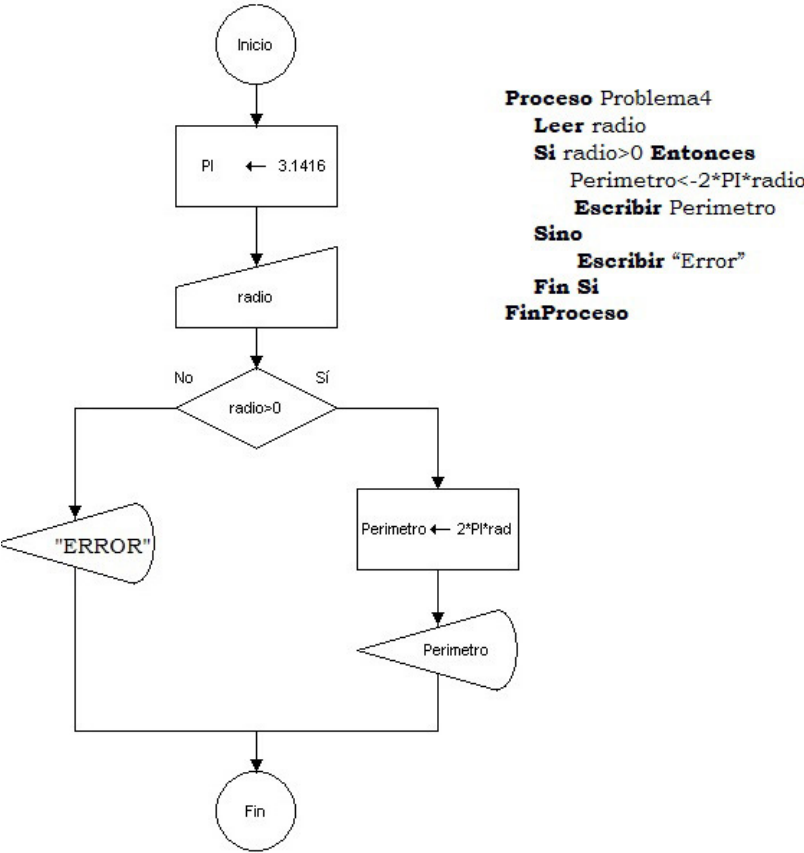 Inicio
PI ← 3.1416
radio
No
Sí
radio>0
"ERROR"
Perimetro ← 2*PI*rad
Perimetro
Fin
Proceso Problema4
Leer radio
Si radio>0 Entonces
Perimetro<-2*PI*radio
Escribir Perimetro
Sino
Escribir “Error”
Fin Si
FinProceso